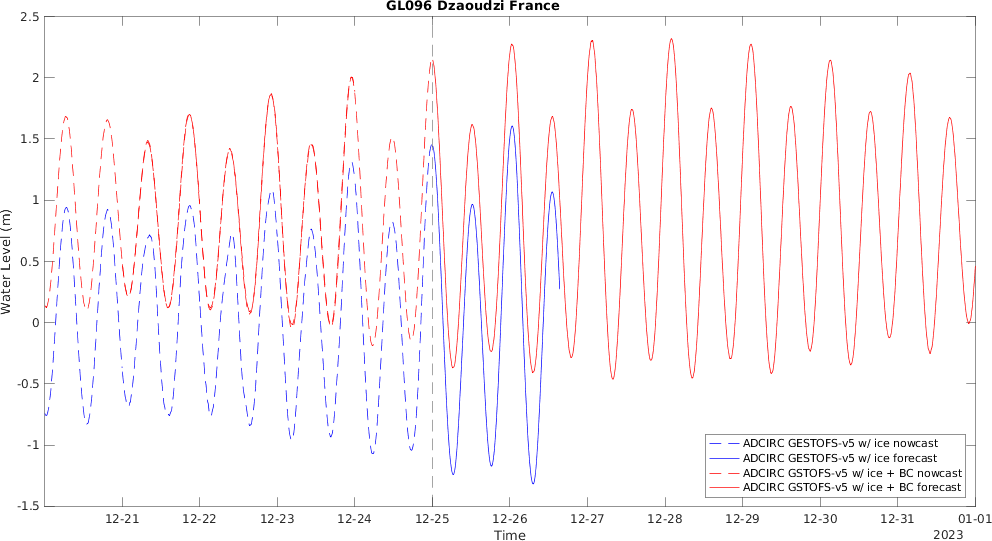 GL096 Dzaoudzi France
2.5
2
1.5
1
0.5
0
-0.5
-1
-1.5
Water Level (m)
12-21 12-22 12-23 12-24 12-25 12-26 12-27 12-28 12-29 12-30 12-31 01-01
Time
2023
ADCIRC GESTOFS-v5 w/ ice nowcast
ADCIRC GESTOFS-v5 w/ ice forecast
ADCIRC GSTOFS-v5 w/ ice + BC nowcast
ADCIRC GSTOFS-v5 w/ ice + BC forecast